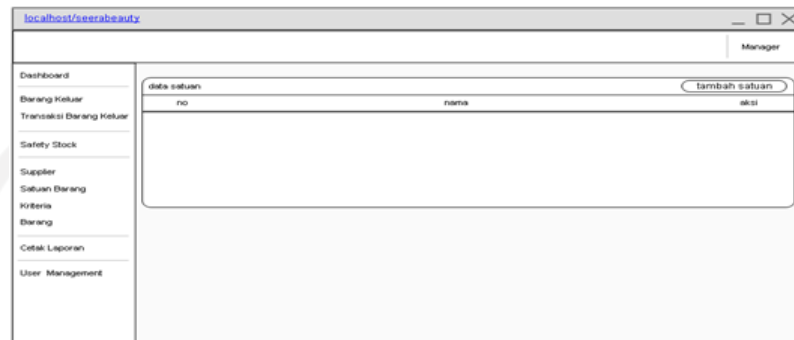 localhost/seerabeauty
Manager
Dashboard
Barang Keluar
Transaksi Barang Keluar
Safety Stock
Supplier
Satuan Barang
Kriteria
Barang
Cetak Laporan
User Management
data satuan
tambah satuan
no nama aksi